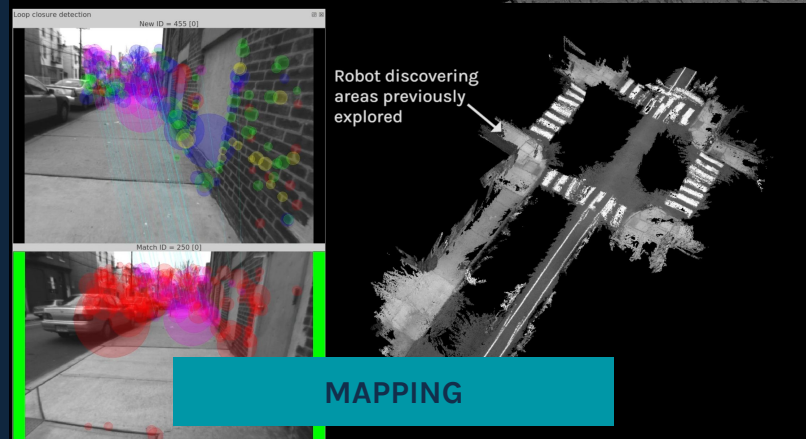 Loop closure detection
New ID = 455 [0]
Match ID = 250 [0]
Robot discovering
areas previously
explored
MAPPING